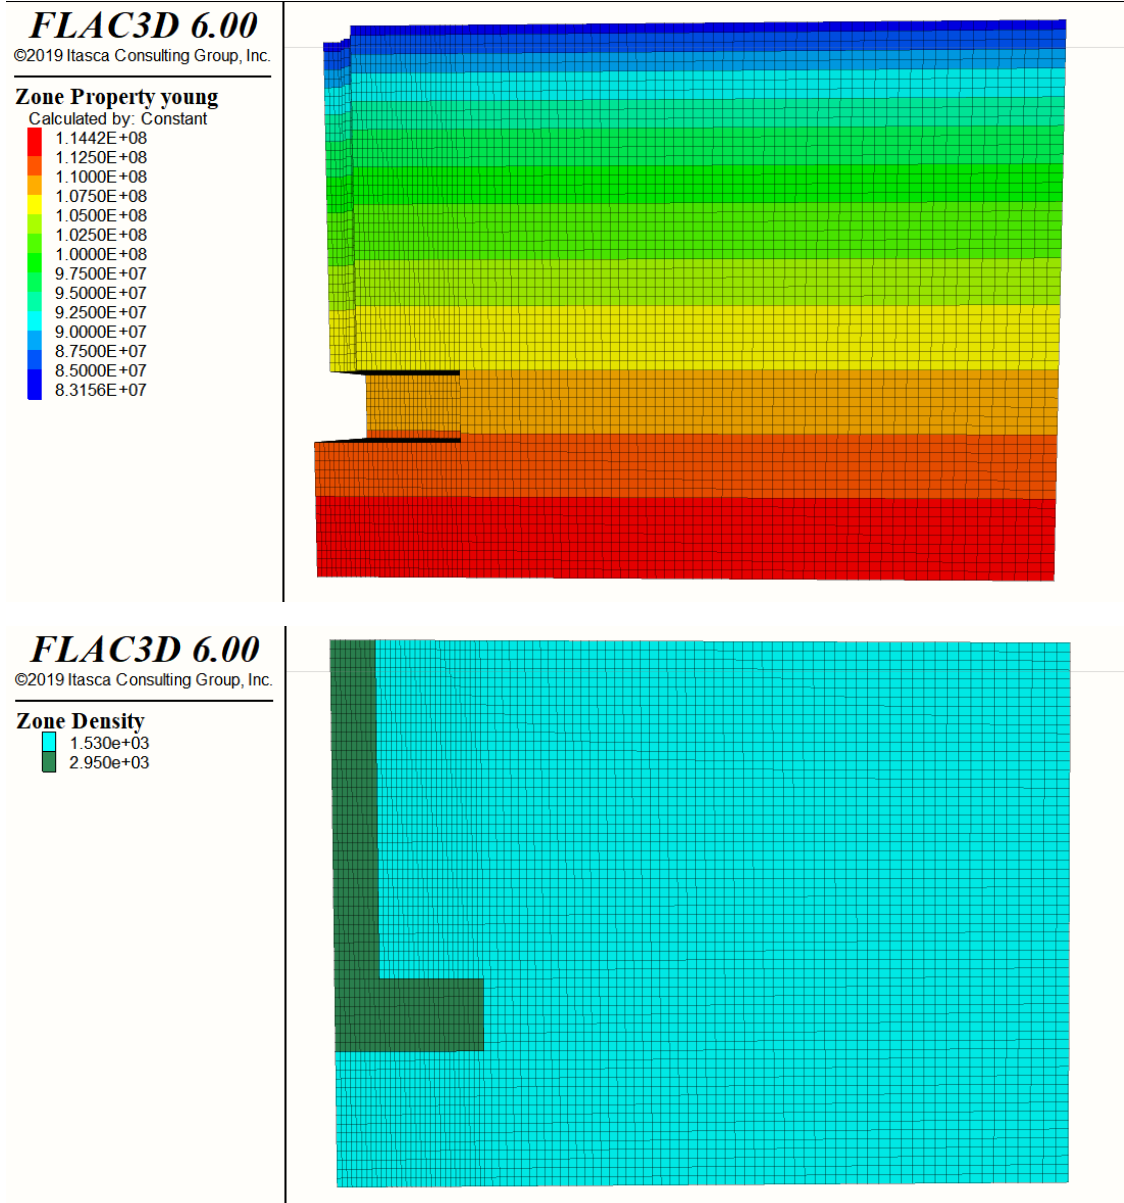 FLAC3D 6.00
©2019 Itasca Consulting Group, Inc.
Zone Property young
Calculated by: Constant
1.1442E+08
1.1250E+08
1.1000E+08
1.0750E+08
1.0500E+08
1.0250E+08
1.0000E+08
9.7500E+07
9.5000E+07
9.2500E+07
9.0000E+07
8.7500E+07
8.5000E+07
8.3156E+07
FLAC3D 6.00
©2019 Itasca Consulting Group, Inc.
Zone Density
1.530e+03
2.950e+03